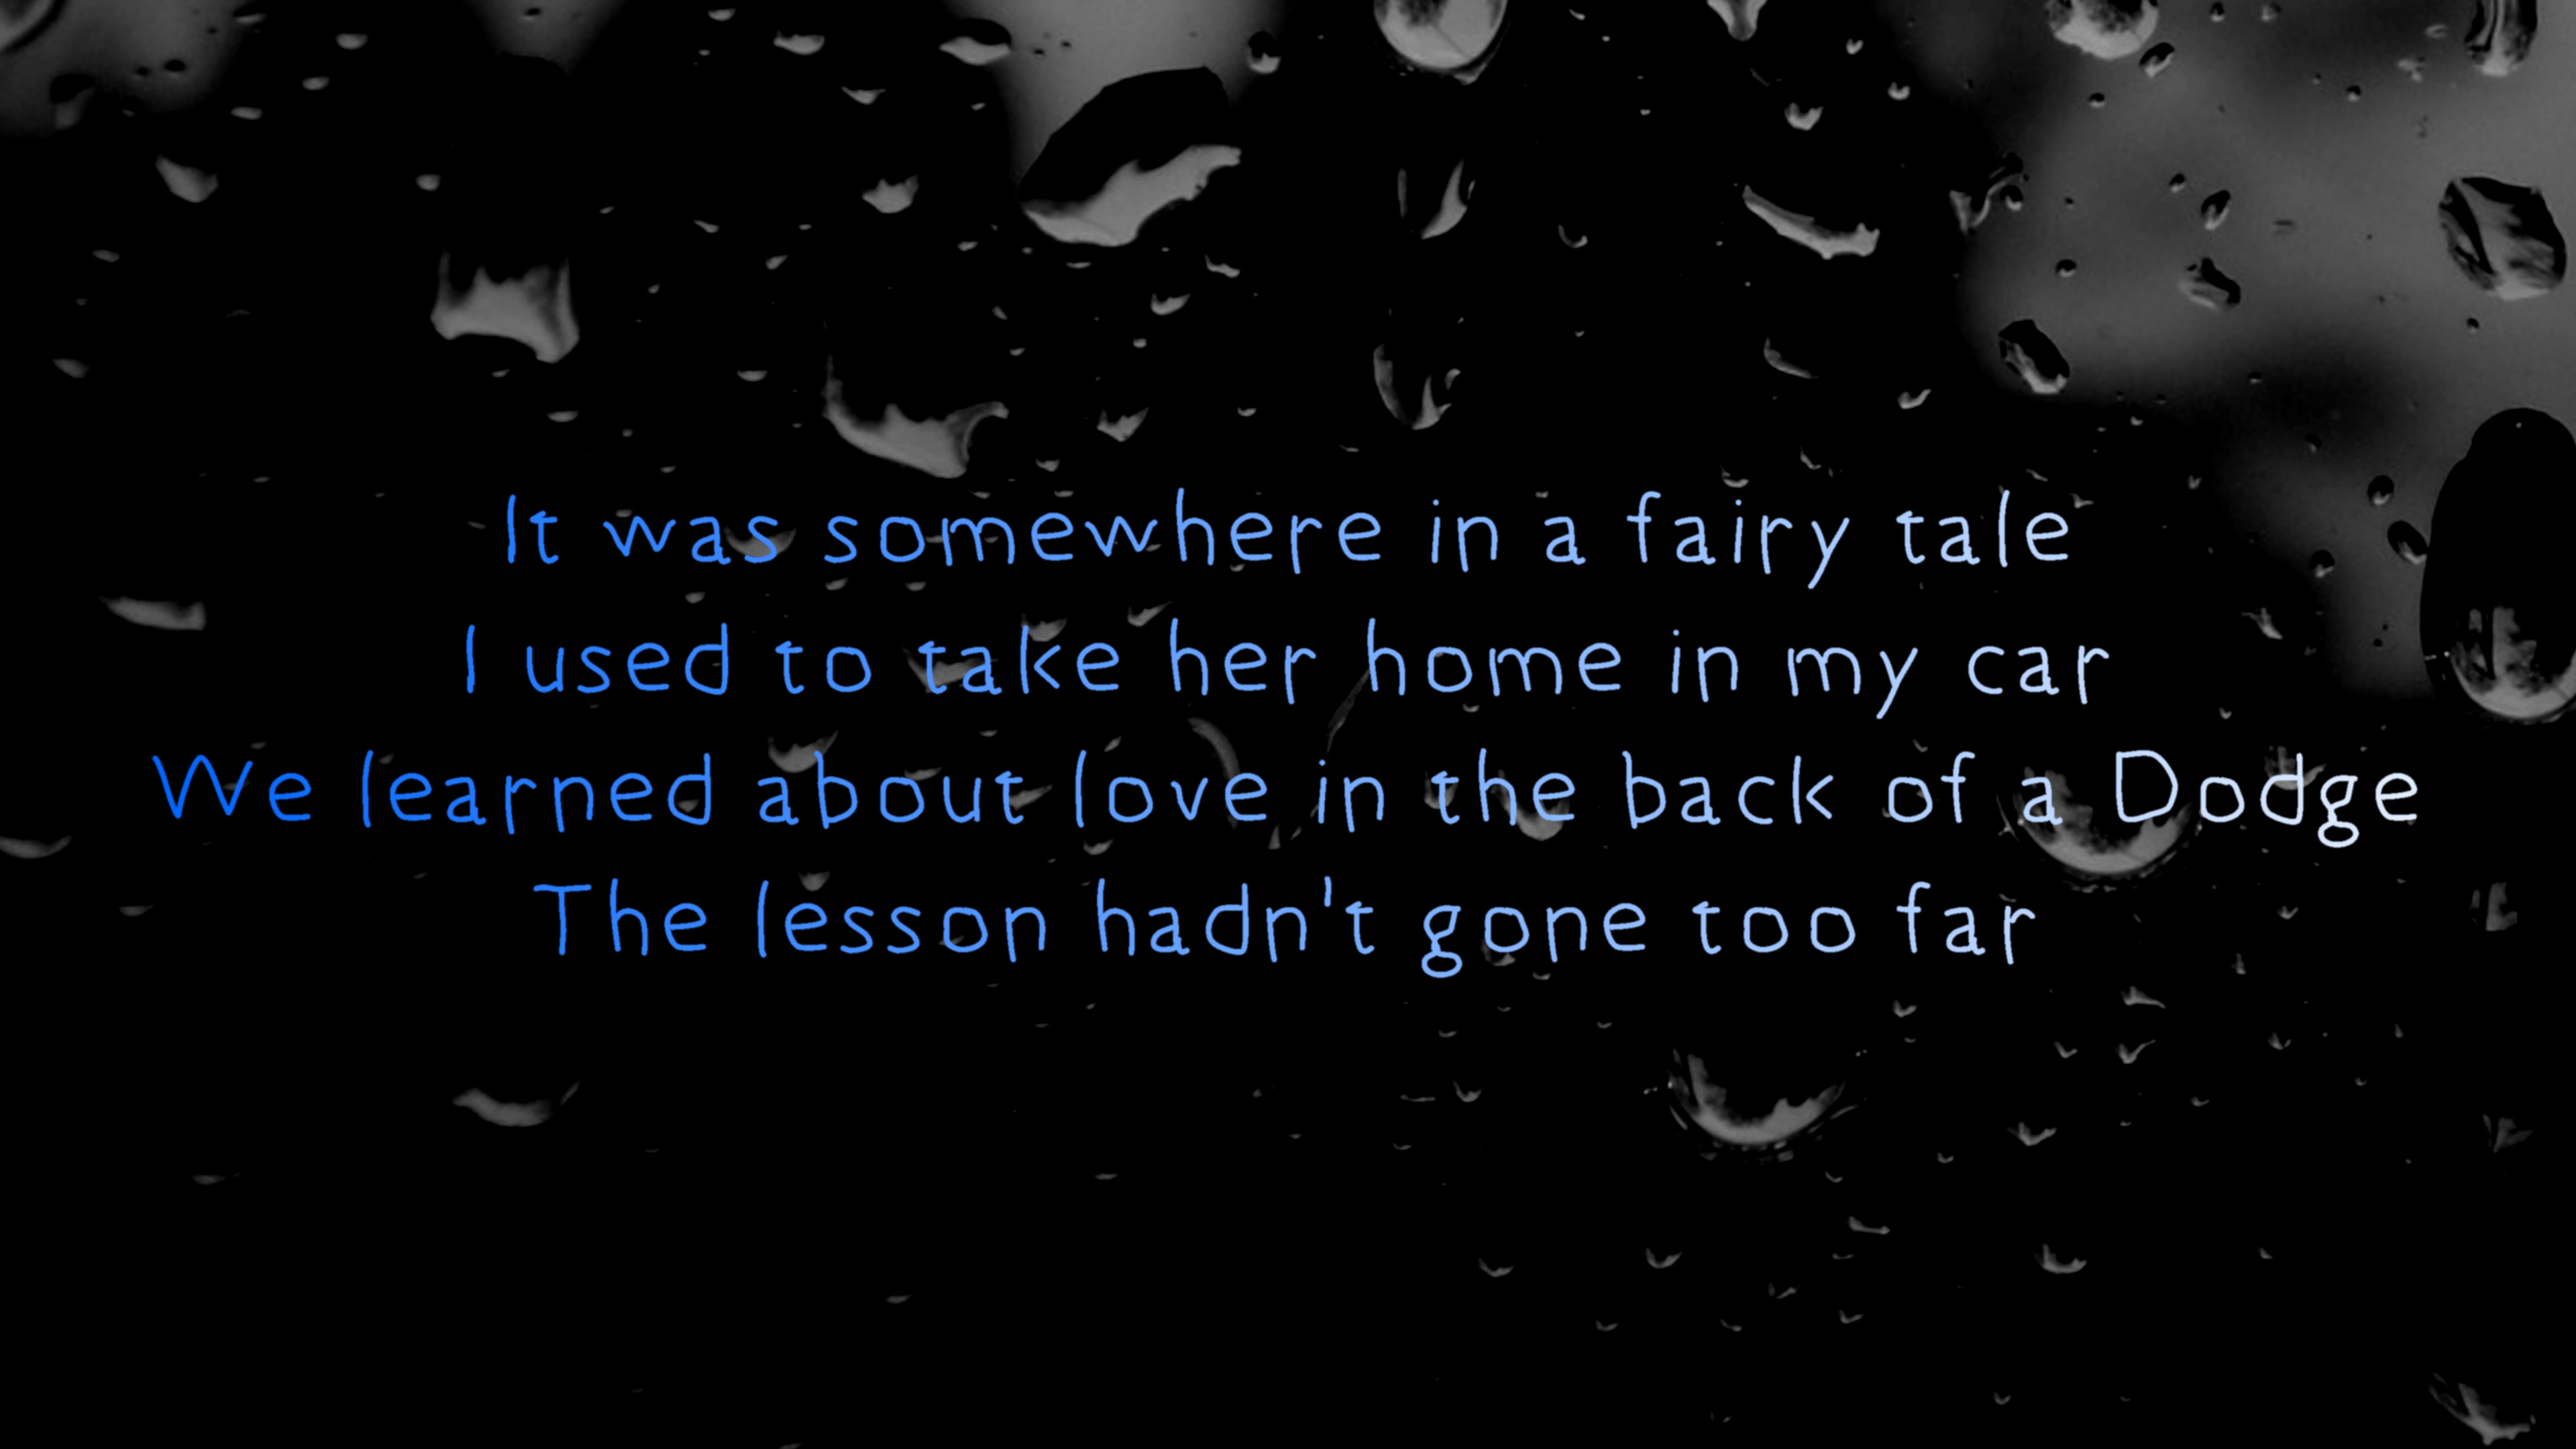 It was somewhere in a fairy tale
I used to take her home in my car
We learned about love in the back of a Dodge
The lesson hadn't gone too far